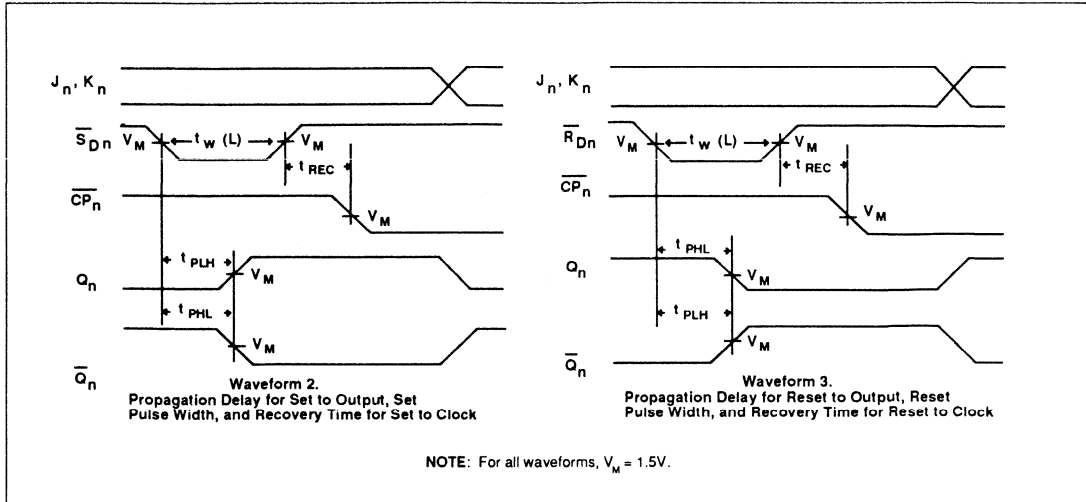 J_n, K_n
S̅_Dn V_M t_W (L) V_M
t_REC
C̅P̅_n
V_M
t_PLH
Q_n V_M
t_PHL
V_M
Q̅_n
Waveform 2.
Propagation Delay for Set to Output, Set
Pulse Width, and Recovery Time for Set to Clock
J_n, K_n
R̅_Dn V_M t_W (L) V_M
t_REC
C̅P̅_n
V_M
t_PHL
Q_n V_M
t_PLH
V_M
Q̅_n
Waveform 3.
Propagation Delay for Reset to Output, Reset
Pulse Width, and Recovery Time for Reset to Clock
NOTE: For all waveforms, V_M = 1.5V.